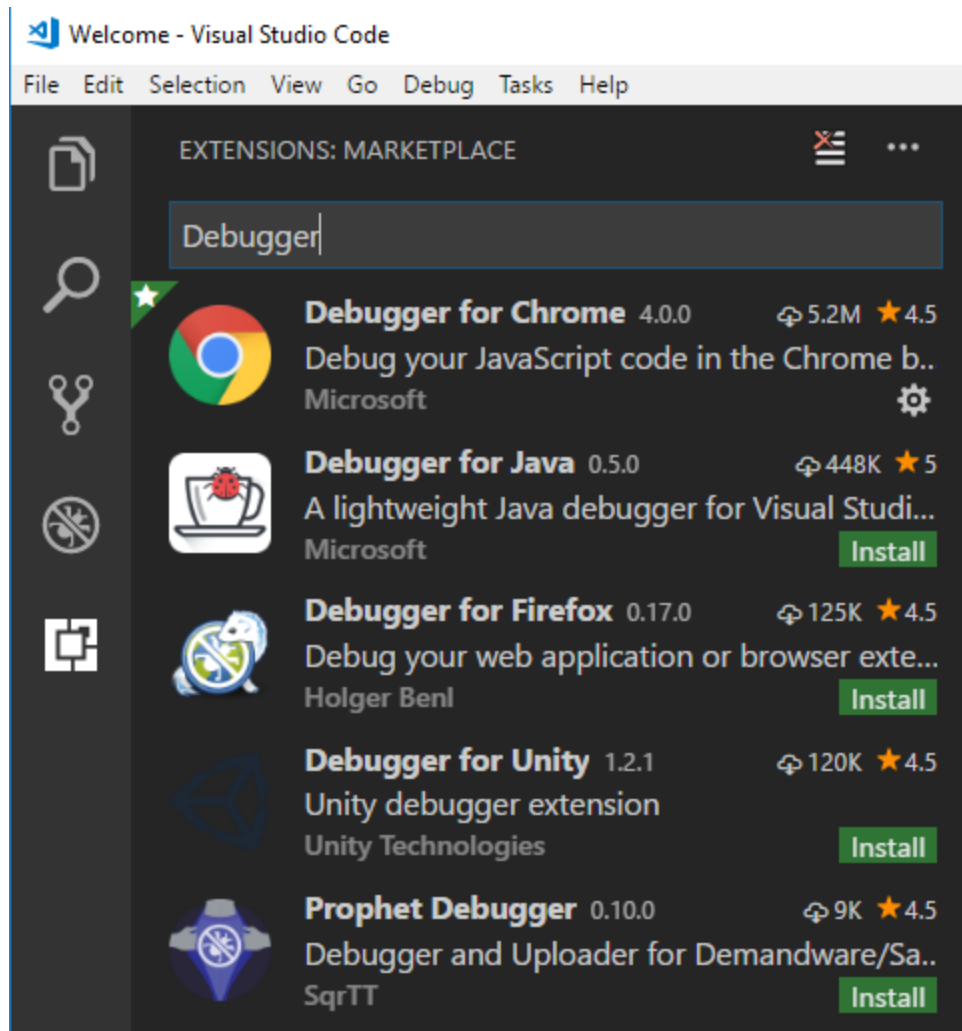 Welcome - Visual Studio Code
File Edit Selection View Go Debug Tasks Help
EXTENSIONS: MARKETPLACE
Debugger
Debugger for Chrome 4.0.0 5.2M 4.5
Debug your JavaScript code in the Chrome b..
Microsoft
Debugger for Java 0.5.0 448K 5
A lightweight Java debugger for Visual Studi...
Microsoft Install
Debugger for Firefox 0.17.0 125K 4.5
Debug your web application or browser exte...
Holger Benl Install
Debugger for Unity 1.2.1 120K 4.5
Unity debugger extension
Unity Technologies Install
Prophet Debugger 0.10.0 9K 4.5
Debugger and Uploader for Demandware/Sa..
SqrTT Install